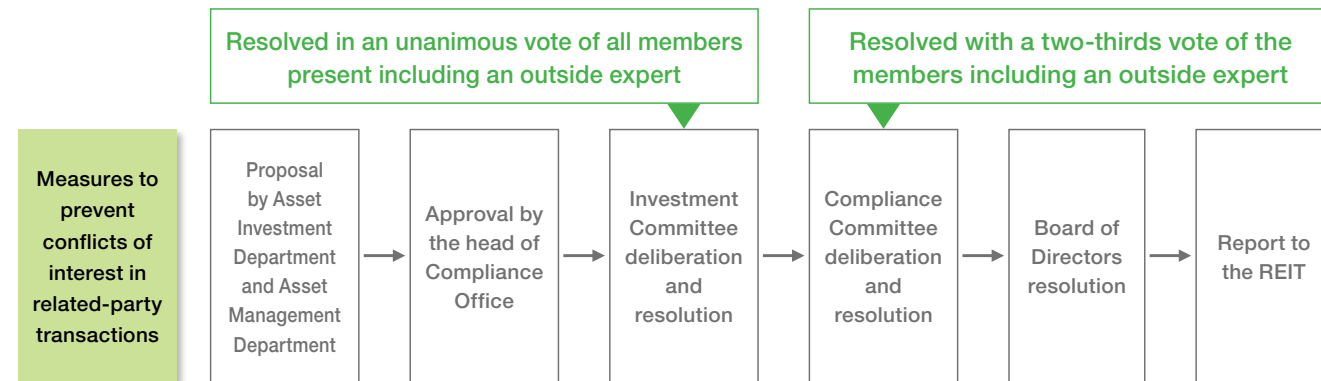 Resolved in an unanimous vote of all members
present including an outside expert
Resolved with a two-thirds vote of the
members including an outside expert
Measures to
prevent
conflicts of
interest in
related-party
transactions
Proposal
by Asset
Investment
Department
and Asset
Management
Department
Approval by
the head of
Compliance
Office
Investment
Committee
deliberation
and
resolution
Compliance
Committee
deliberation
and
resolution
Board of
Directors
resolution
Report to
the REIT